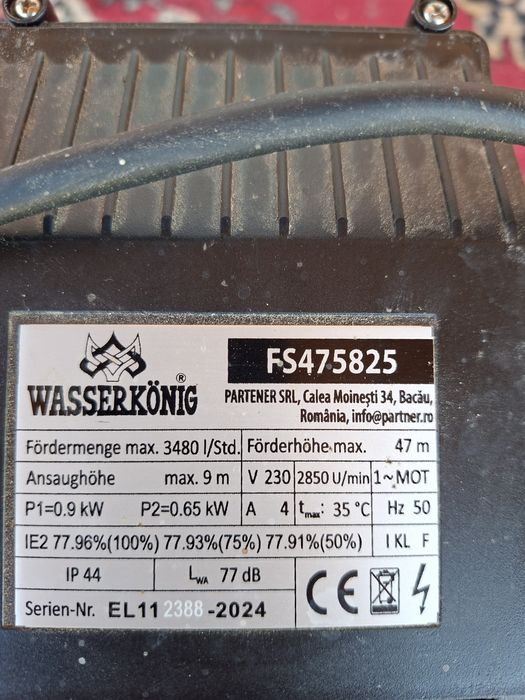 WASSERKÖNIG ®
FS475825
PARTENER SRL, Calea Moinești 34, Bacău,
România, info@partner.ro
Fördermenge max. 3480 l/Std. Förderhöhe max. 47 m
Ansaughöhe max. 9 m V 230 2850 U/min 1~MOT
P1=0.9 kW P2=0.65 kW A 4 tmax: 35 °C Hz 50
IE2 77.96%(100%) 77.93%(75%) 77.91%(50%) I KL F
IP 44 LWA 77 dB
CE
Serien-Nr. EL11 2388 -2024